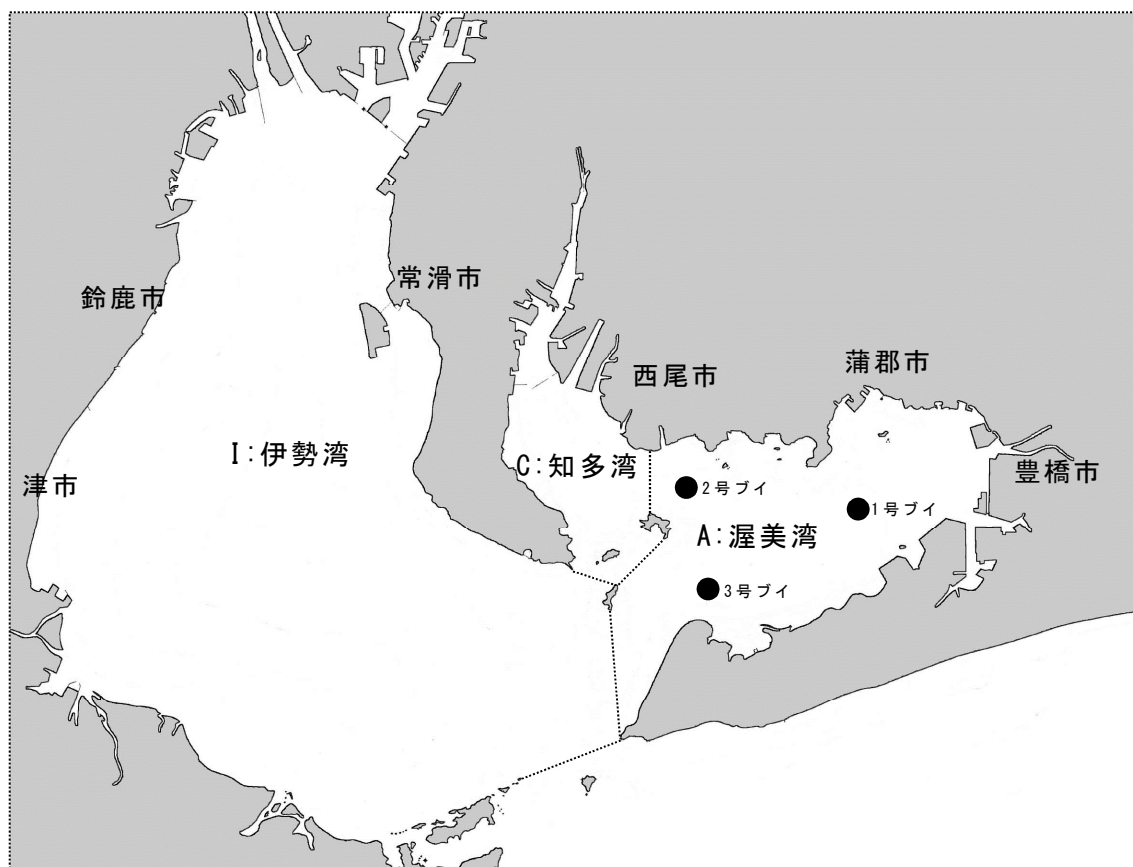 常滑市
鈴鹿市
蒲郡市
西尾市
I:伊勢湾
C:知多湾
豊橋市
津市
2号ブイ
1号ブイ
A:渥美湾
3号ブイ